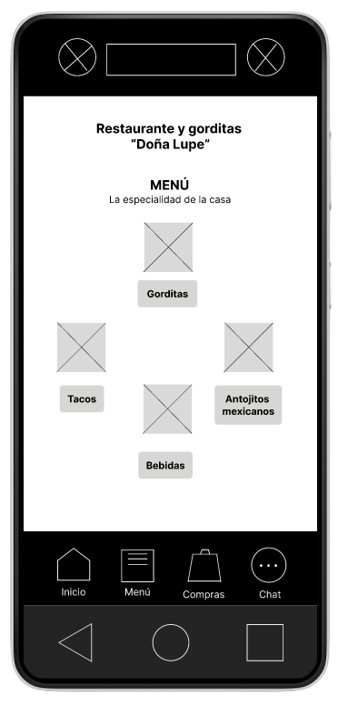 Restaurante y gorditas
“Doña Lupe”
MENÚ
La especialidad de la casa
Gorditas
Tacos
Antojitos
mexicanos
Bebidas
Inicio
Menú
Compras
Chat